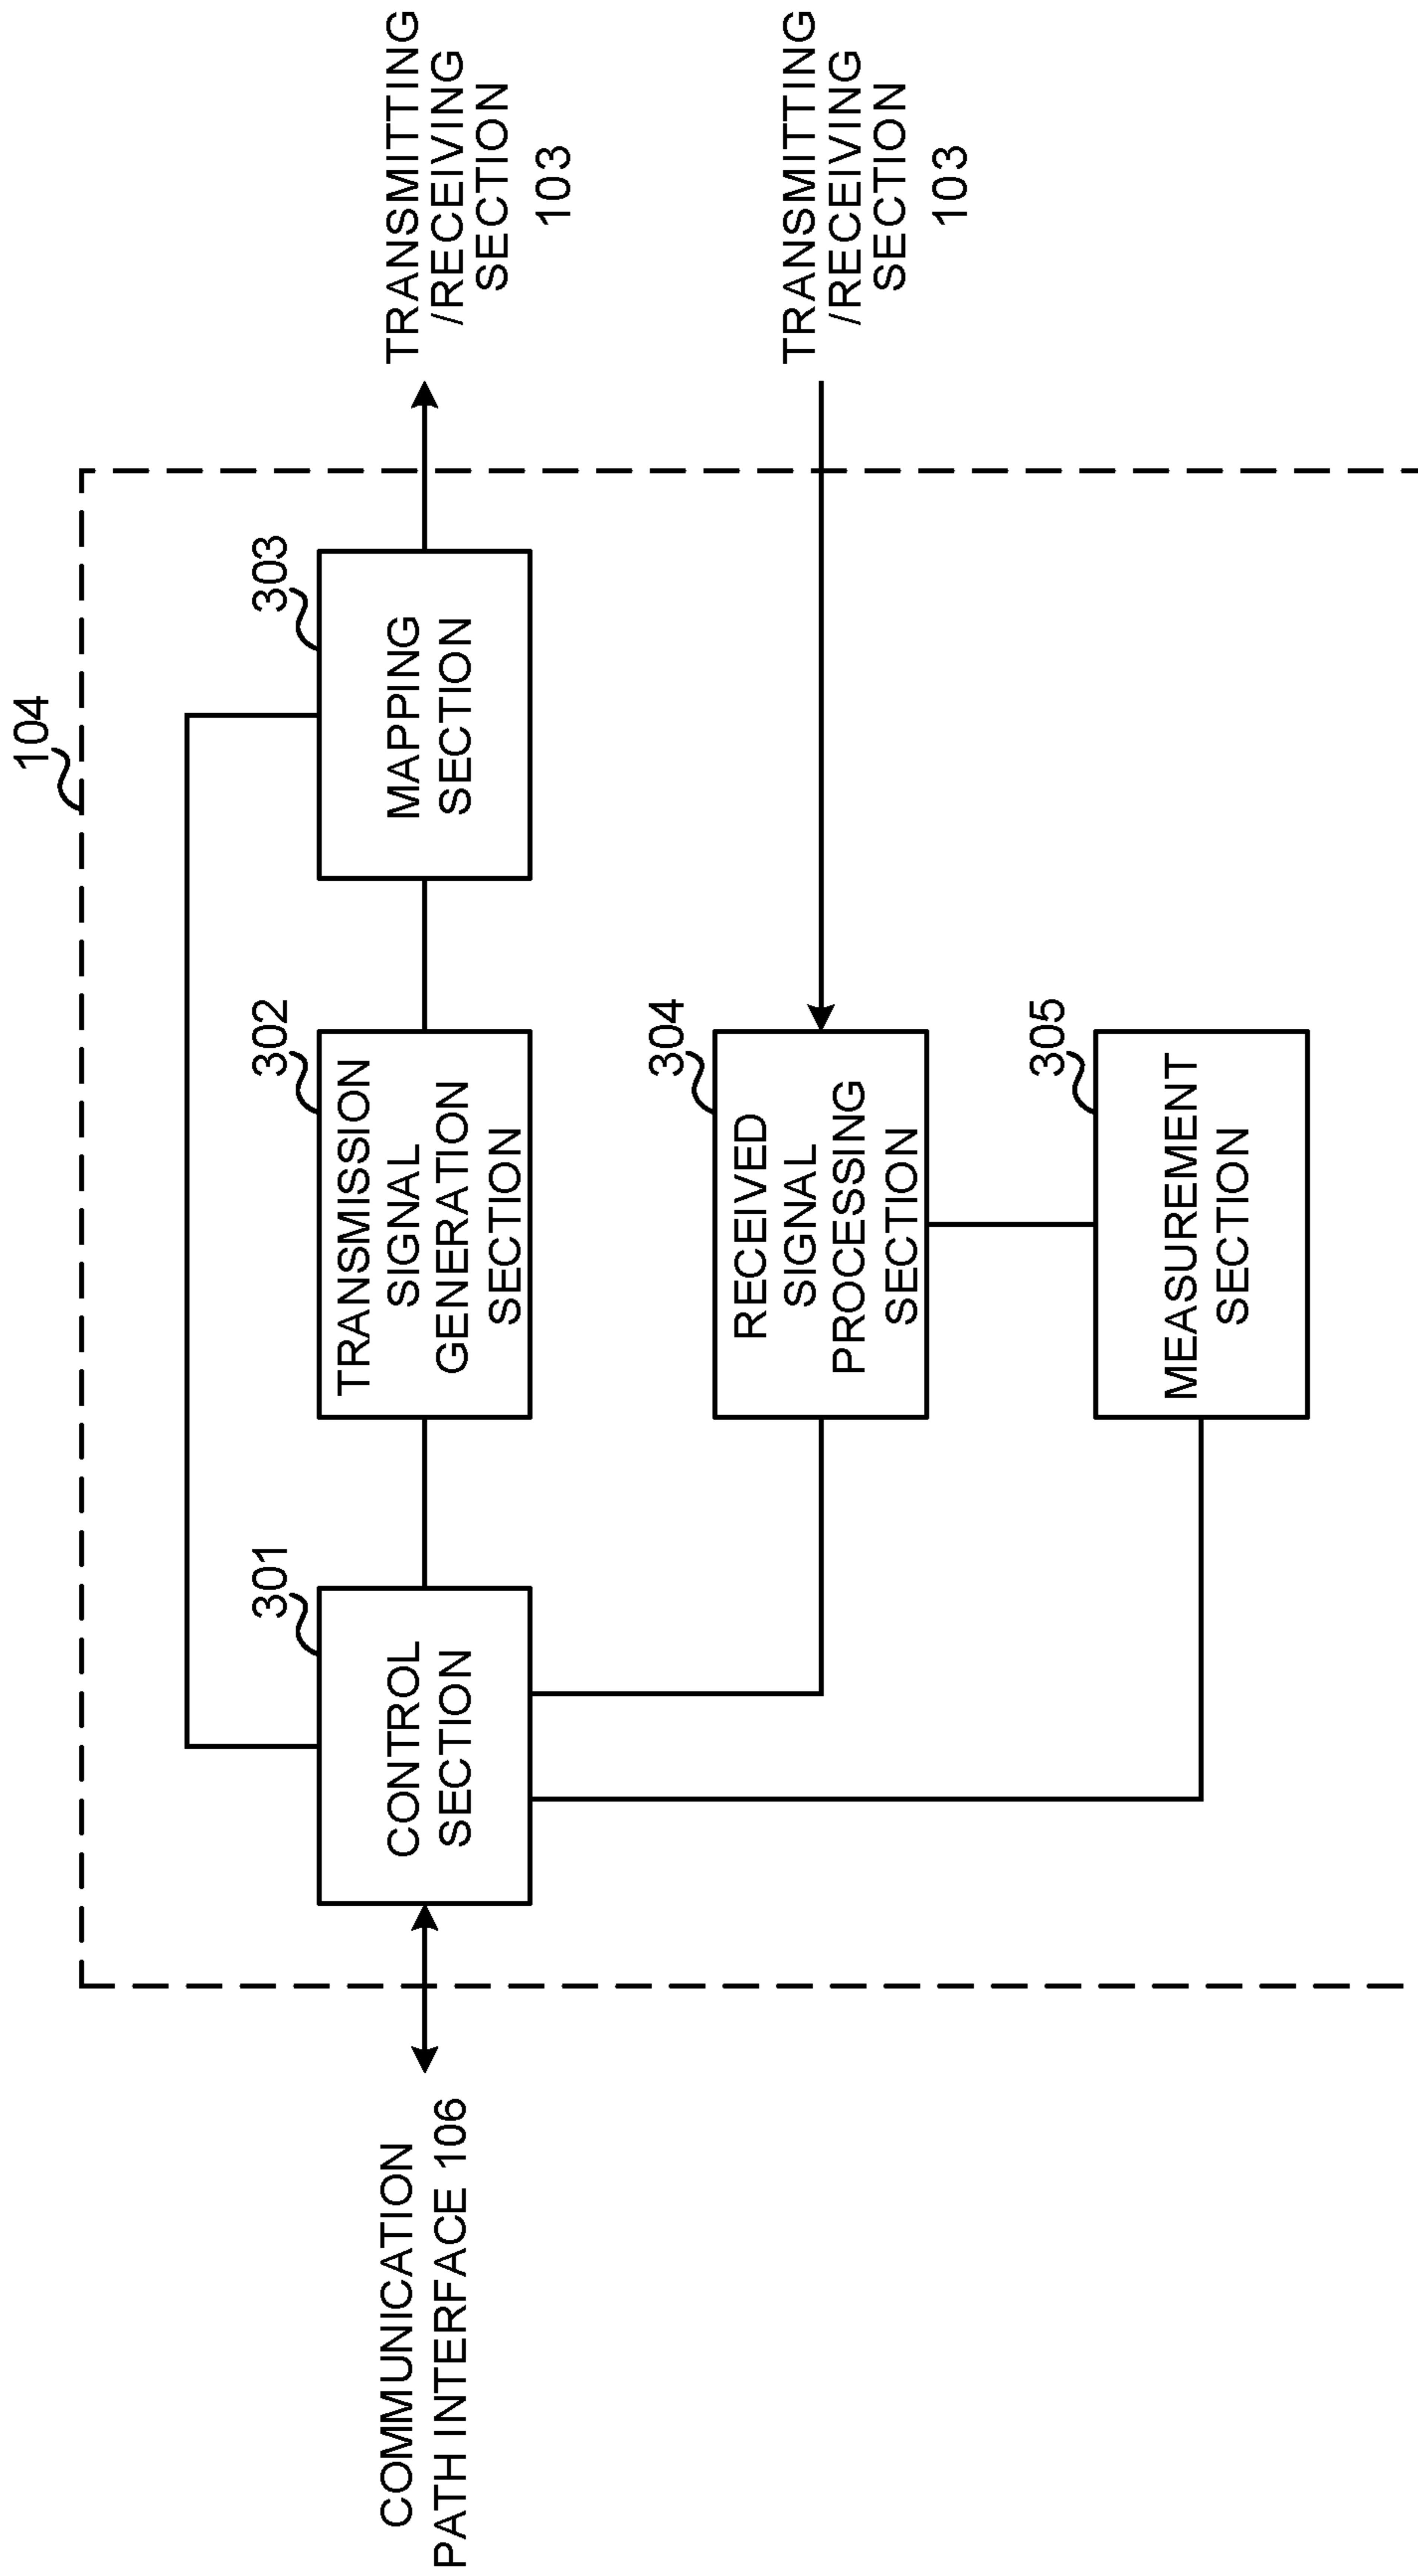 104
303
302
301
TRANSMITTING
/RECEIVING
SECTION
103
MAPPING
SECTION
TRANSMISSION
SIGNAL
GENERATION
SECTION
CONTROL
SECTION
COMMUNICATION
PATH INTERFACE 106
304
TRANSMITTING
/RECEIVING
SECTION
103
RECEIVED
SIGNAL
PROCESSING
SECTION
305
MEASUREMENT
SECTION